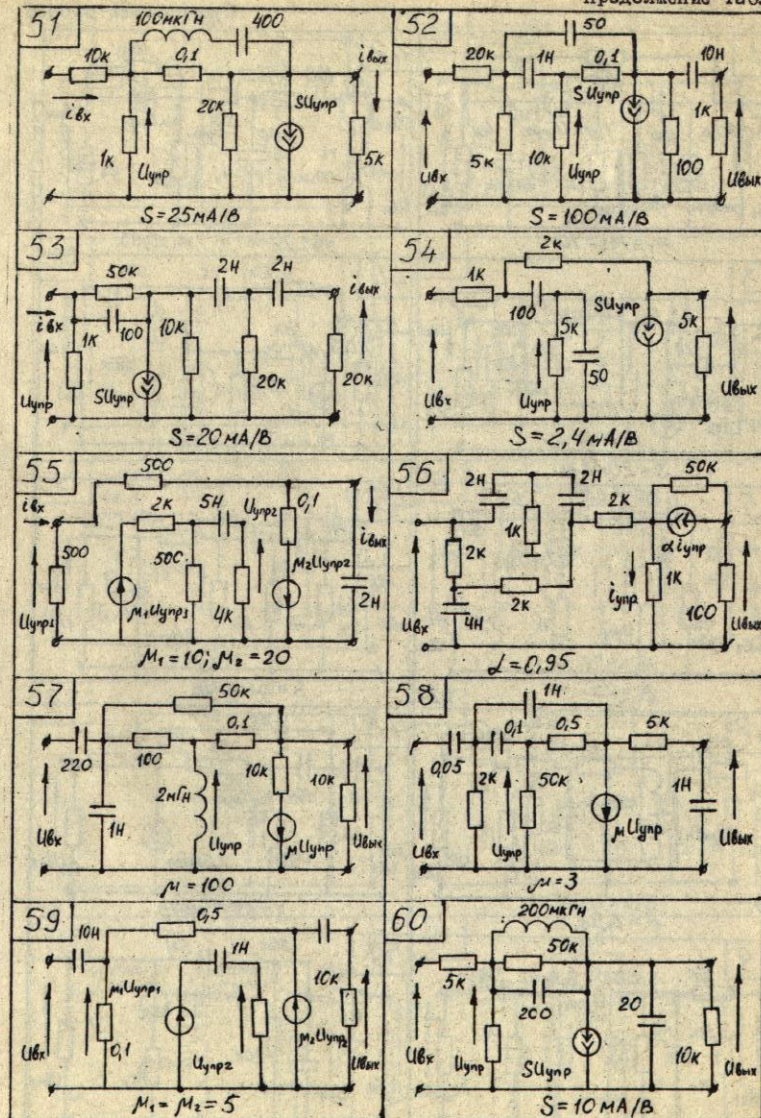 Продолжение табл
51
100мкГн 400
10к 0,1
iвх
iвых
1к Uупр 20к SUупр 5к
S=25мА/В
52
50
20к 1Н 0,1 10Н
SUупр
Uвх 5к 10к Uупр 100 1к Uвых
S=100мА/В
53
50к 2Н 2Н iвых
iвх
1к 100 10к
Uупр SUупр 20к 20к
S=20мА/В
54
2к
1к 100 SUупр
5к 5к
Uвх Uупр 50 Uвых
S=2,4мА/В
55
500
iвх 2к 5Н Uупр2 0,1 iвых
500
Uупр1 μ1Uупр1 500 4к μ2Uупр2 2Н
μ1=10; μ2=20
56
2Н 2Н 50к
1к 2к
2к αiупр
2к iупр 1к
Uвх 4Н 100 Uвых
α=0,95
57
50к
220 100 0,1
10к 10к
2мГн
Uвх 1Н Uупр μUупр Uвых
μ=100
58
1Н
0,1 0,5 5к
0,05
2к 50к 1Н
Uвх Uупр μUупр Uвых
μ=3
59
0,5
10Н
1Н
μ1Uупр1 10к
Uвх 0,1 Uупр2 μ2Uупр2 Uвых
μ1=μ2=5
60
200мкГн
50к
5к
200 20
Uвх Uупр SUупр 10к Uвых
S=10мА/В